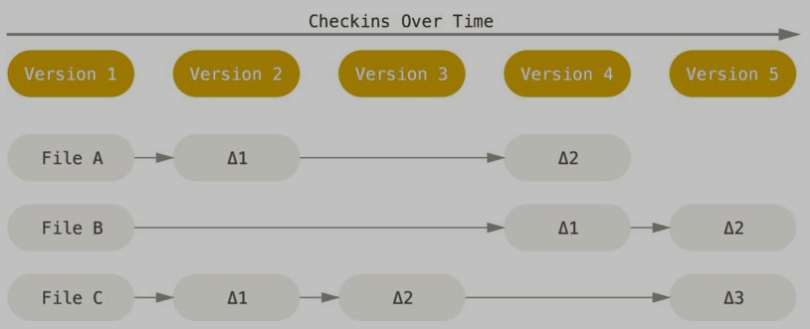 Checkins Over Time
Version 1 Version 2 Version 3 Version 4 Version 5
File A Δ1 Δ2
File B Δ1 Δ2
File C Δ1 Δ2 Δ3